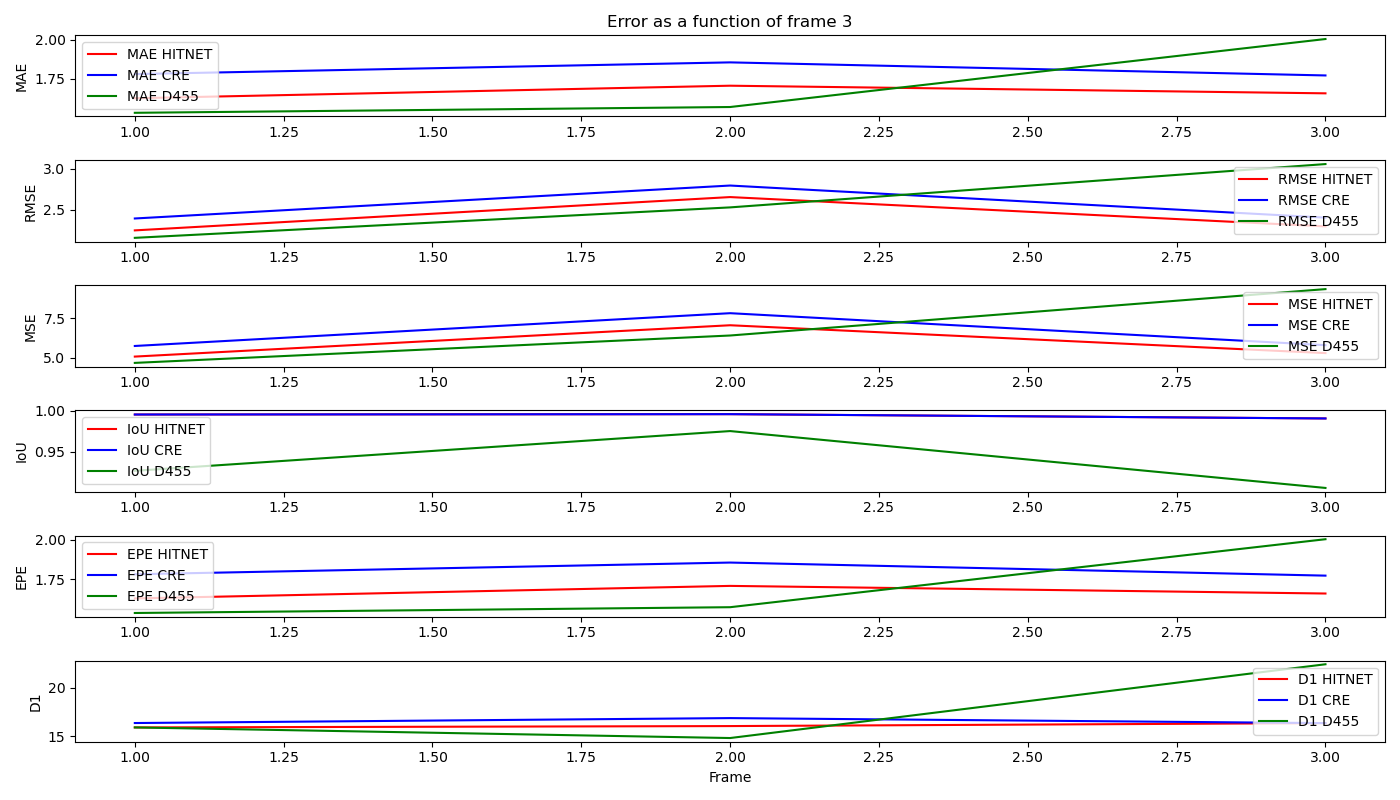 Error as a function of frame 3
MAE
2.00
1.75
MAE HITNET
MAE CRE
MAE D455
1.00 1.25 1.50 1.75 2.00 2.25 2.50 2.75 3.00
RMSE
3.0
2.5
RMSE HITNET
RMSE CRE
RMSE D455
1.00 1.25 1.50 1.75 2.00 2.25 2.50 2.75 3.00
MSE
7.5
5.0
MSE HITNET
MSE CRE
MSE D455
1.00 1.25 1.50 1.75 2.00 2.25 2.50 2.75 3.00
IoU
1.00
0.95
IoU HITNET
IoU CRE
IoU D455
1.00 1.25 1.50 1.75 2.00 2.25 2.50 2.75 3.00
EPE
2.00
1.75
EPE HITNET
EPE CRE
EPE D455
1.00 1.25 1.50 1.75 2.00 2.25 2.50 2.75 3.00
D1
20
15
D1 HITNET
D1 CRE
D1 D455
1.00 1.25 1.50 1.75 2.00 2.25 2.50 2.75 3.00
Frame